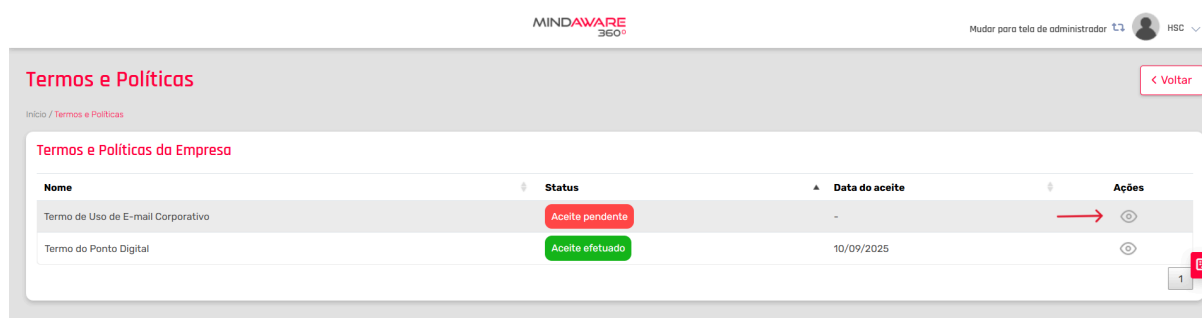 MINDAWARE
360°
Mudar para tela de administrador HSC
Termos e Políticas
< Voltar
Início / Termos e Políticas
Termos e Políticas da Empresa
Nome Status Data do aceite Ações
Termo de Uso de E-mail Corporativo Aceite pendente -
Termo do Ponto Digital Aceite efetuado 10/09/2025
1